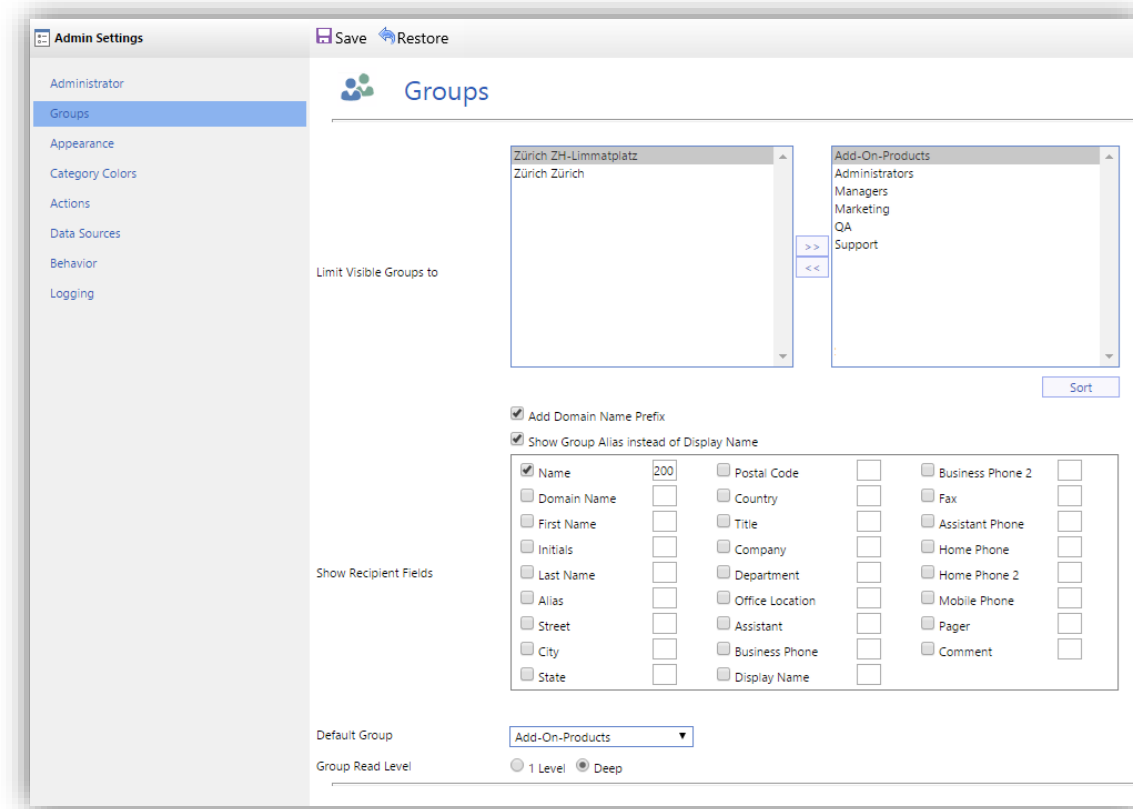 Admin Settings
Save Restore
Administrator
Groups
Appearance
Category Colors
Actions
Data Sources
Behavior
Logging
Groups
Limit Visible Groups to
Zürich ZH-Limmatplatz
Zürich Zürich
>>
<<
Add-On-Products
Administrators
Managers
Marketing
QA
Support
Sort
Add Domain Name Prefix
Show Group Alias instead of Display Name
Show Recipient Fields
Name 200 Postal Code Business Phone 2
Domain Name Country Fax
First Name Title Assistant Phone
Initials Company Home Phone
Last Name Department Home Phone 2
Alias Office Location Mobile Phone
Street Assistant Pager
City Business Phone Comment
State Display Name
Default Group Add-On-Products
Group Read Level 1 Level Deep